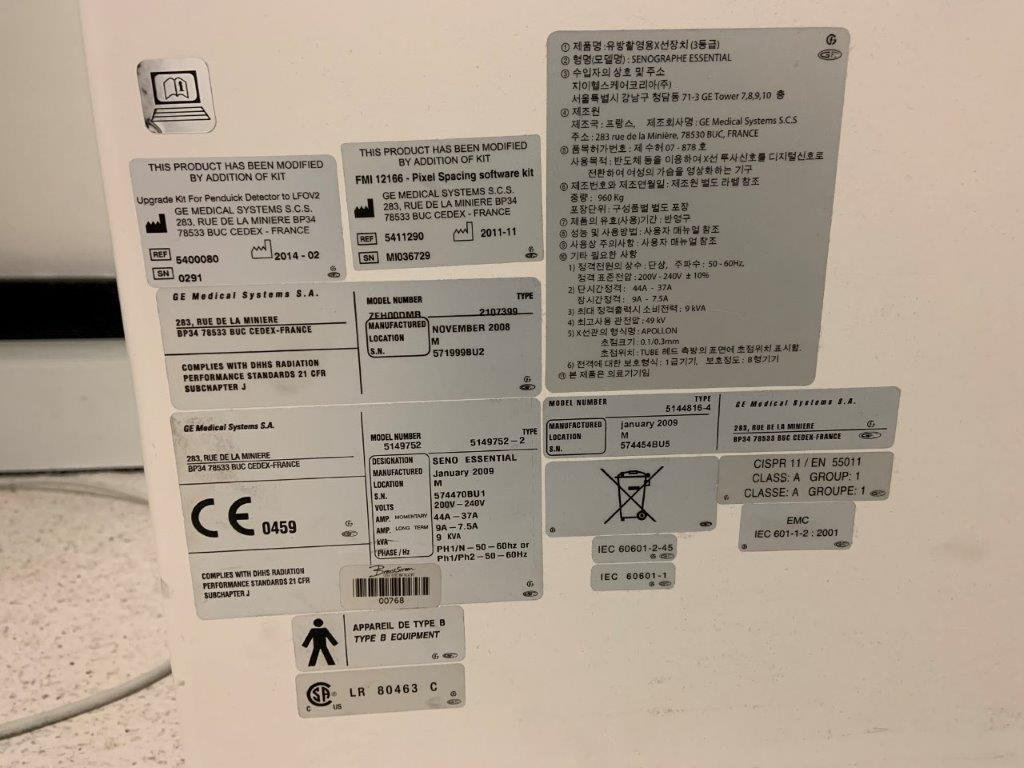 THIS PRODUCT HAS BEEN MODIFIED
BY ADDITION OF KIT
Upgrade Kit For Penduick Detector to LFOV2
GE MEDICAL SYSTEMS S.C.S.
283, RUE DE LA MINIERE BP34
78533 BUC CEDEX - FRANCE
REF 5400080 2014 - 02
SN 0291
THIS PRODUCT HAS BEEN MODIFIED
BY ADDITION OF KIT
FMI 12166 - Pixel Spacing software kit
GE MEDICAL SYSTEMS S.C.S.
283, RUE DE LA MINIERE BP34
78533 BUC CEDEX - FRANCE
REF 5411290 2011-11
SN MI036729
① 제품명 : 유방촬영용X선장치 (3등급)
② 형명(모델명) : SENOGRAPHE ESSENTIAL
③ 수입자의 상호 및 주소
지이헬스케어코리아(주)
서울특별시 강남구 청담동 71-3 GE Tower 7,8,9,10 층
④ 제조원
제조국 : 프랑스, 제조회사명 : GE Medical Systems S.C.S
주소 : 283 rue de la Minière, 78530 BUC, FRANCE
⑤ 품목허가번호 : 제 수허 07 - 878 호
사용목적 : 반도체 등을 이용하여 X선 투사신호를 디지털신호로
전환하여 여성의 가슴을 영상화하는 기구
⑥ 제조번호와 제조연월일 : 제조원 별도 라벨 참조
중량 : 960 Kg
포장단위 : 구성품별 별도 포장
⑦ 제품의 유효(사용)기간 : 반영구
⑧ 성능 및 사용방법 : 사용자 매뉴얼 참조
⑨ 사용상 주의사항 : 사용자 매뉴얼 참조
⑩ 기타 필요한 사항
1) 정격전원의 상수 : 단상, 주파수 : 50 - 60Hz,
정격 표준전압 : 200V - 240V ± 10%
2) 단시간정격 : 44A - 37A
장시간정격 : 9A - 7.5A
3) 최대 정격출력시 소비전력 : 9 kVA
4) 최고사용 관전압 : 49 kV
5) X선관의 형식명 : APOLLON
초점크기 : 0.1/0.3mm
초점위치 : TUBE 헤드 측방의 표면에 초점위치 표시함.
6) 전격에 대한 보호형식 : 1급기기, 보호정도 : B형기기
⑪ 본 제품은 의료기기임
GE Medical Systems S.A.
283, RUE DE LA MINIERE
BP34 78533 BUC CEDEX-FRANCE
COMPLIES WITH DHHS RADIATION
PERFORMANCE STANDARDS 21 CFR
SUBCHAPTER J
MODEL NUMBER TYPE
2107399
MANUFACTURED NOVEMBER 2008
LOCATION M
S.N. 571999BU2
GE Medical Systems S.A.
283, RUE DE LA MINIERE
BP34 78533 BUC CEDEX-FRANCE
CE 0459
COMPLIES WITH DHHS RADIATION
PERFORMANCE STANDARDS 21 CFR
SUBCHAPTER J
MODEL NUMBER TYPE
5149752 5149752-2
DESIGNATION SENO ESSENTIAL
MANUFACTURED January 2009
LOCATION M
S.N. 574470BU1
VOLTS 200V-240V
AMP. MOMENTARY 44A-37A
AMP. LONG TERM 9A-7.5A
kVA 9 KVA
PHASE/Hz PH1/N-50-60hz or
Ph1/Ph2-50-60Hz
00768
MODEL NUMBER TYPE
5144816-4
MANUFACTURED january 2009
LOCATION M
S.N. 574454BU5
GE Medical Systems S.A.
283, RUE DE LA MINIERE
BP34 78533 BUC CEDEX-FRANCE
CISPR 11 / EN 55011
CLASS: A GROUP: 1
CLASSE: A GROUPE: 1
EMC
IEC 601-1-2 : 2001
IEC 60601-2-45
IEC 60601-1
APPAREIL DE TYPE B
TYPE B EQUIPMENT
CSA ®
C US
LR 80463 C